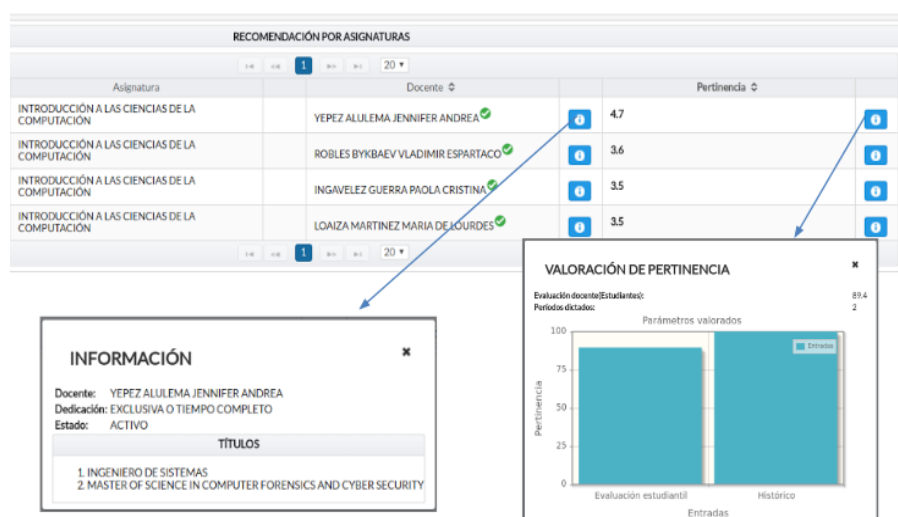 RECOMENDACIÓN POR ASIGNATURAS
1 20
Asignatura Docente Pertinencia
INTRODUCCIÓN A LAS CIENCIAS DE LA
COMPUTACIÓN
YEPEZ ALULEMA JENNIFER ANDREA 4.7
INTRODUCCIÓN A LAS CIENCIAS DE LA
COMPUTACIÓN
ROBLES BYKBAEV VLADIMIR ESPARTACO 3.6
INTRODUCCIÓN A LAS CIENCIAS DE LA
COMPUTACIÓN
INGAVELEZ GUERRA PAOLA CRISTINA 3.5
INTRODUCCIÓN A LAS CIENCIAS DE LA
COMPUTACIÓN
LOAIZA MARTINEZ MARIA DE LOURDES 3.5
1 20
INFORMACIÓN
Docente: YEPEZ ALULEMA JENNIFER ANDREA
Dedicación: EXCLUSIVA O TIEMPO COMPLETO
Estado: ACTIVO
TÍTULOS
1. INGENIERO DE SISTEMAS
2. MASTER OF SCIENCE IN COMPUTER FORENSICS AND CYBER SECURITY
VALORACIÓN DE PERTINENCIA
Evaluación docente(Estudiantes): 89.4
Períodos dictados: 2
Parámetros valorados
Entradas
100
75
50
25
0
Pertinencia
Evaluación estudiantil Histórico
Entradas